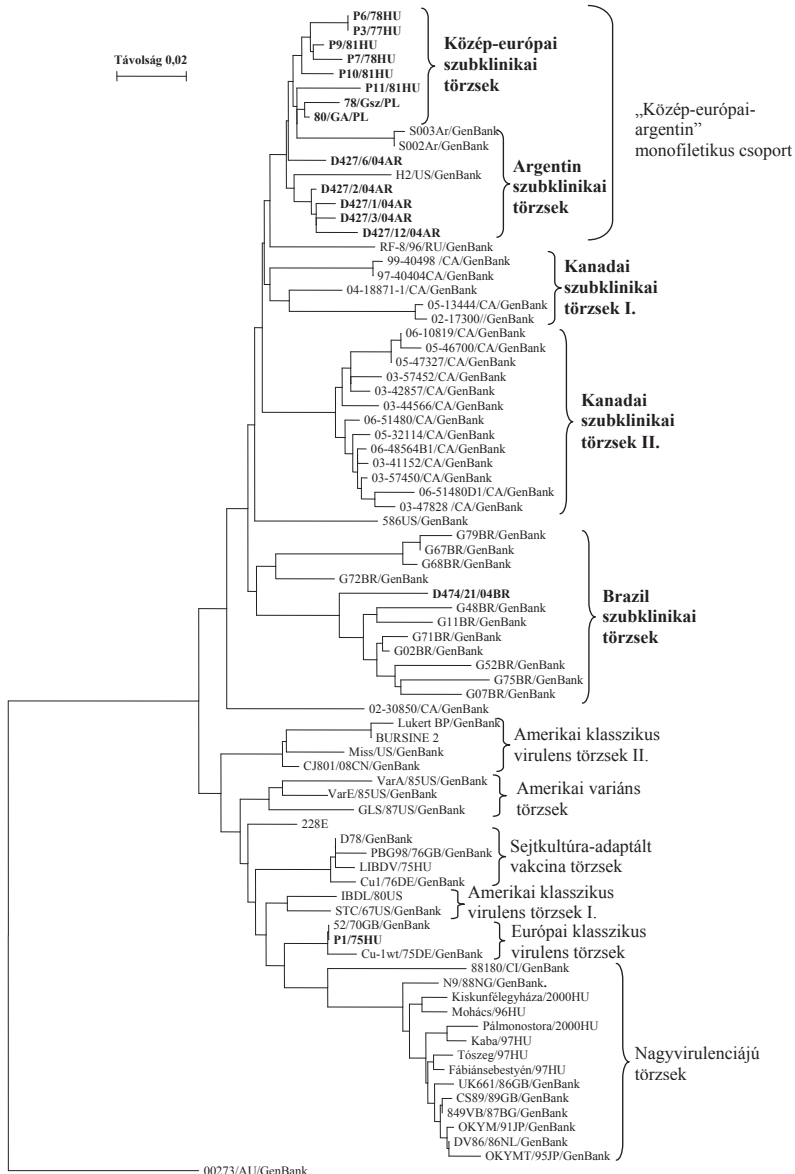 Távolság 0,02
P6/78HU
P3/77HU
P9/81HU
P7/78HU
P10/81HU
P11/81HU
78/Gsz/PL
80/GA/PL
Közép-európai
szubklinikai
törzsek
S003Ar/GenBank
S002Ar/GenBank
D427/6/04AR
H2/US/GenBank
D427/2/04AR
D427/1/04AR
D427/3/04AR
D427/12/04AR
Argentin
szubklinikai
törzsek
„Közép-európai-
argentin”
monofiletikus csoport
RF-8/96/RU/GenBank
99-40498 /CA/GenBank
97-40404CA/GenBank
04-18871-1/CA/GenBank
05-13444/CA/GenBank
02-17300//GenBank
Kanadai
szubklinikai
törzsek I.
06-10819/CA/GenBank
05-46700/CA/GenBank
05-47327/CA/GenBank
03-57452/CA/GenBank
03-42857/CA/GenBank
03-44566/CA/GenBank
06-51480/CA/GenBank
05-32114/CA/GenBank
06-48564B1/CA/GenBank
03-41152/CA/GenBank
03-57450/CA/GenBank
06-51480D1/CA/GenBank
03-47828 /CA/GenBank
Kanadai
szubklinikai
törzsek II.
586US/GenBank
G79BR/GenBank
G67BR/GenBank
G68BR/GenBank
G72BR/GenBank
D474/21/04BR
G48BR/GenBank
G11BR/GenBank
G71BR/GenBank
G02BR/GenBank
G52BR/GenBank
G75BR/GenBank
G07BR/GenBank
Brazil
szubklinikai
törzsek
02-30850/CA/GenBank
Lukert BP/GenBank
BURSINE 2
Miss/US/GenBank
CJ801/08CN/GenBank
Amerikai klasszikus
virulens törzsek II.
VarA/85US/GenBank
VarE/85US/GenBank
GLS/87US/GenBank
Amerikai variáns
törzsek
228E
D78/GenBank
PBG98/76GB/GenBank
LIBDV/75HU
Cu1/76DE/GenBank
Sejtkultúra-adaptált
vakcina törzsek
IBDL/80US
STC/67US/GenBank
Amerikai klasszikus
virulens törzsek I.
52/70GB/GenBank
P1/75HU
Cu-1wt/75DE/GenBank
Európai klasszikus
virulens törzsek
88180/CI/GenBank
N9/88NG/GenBank.
Kiskunfélegyháza/2000HU
Mohács/96HU
Pálmonostora/2000HU
Kaba/97HU
Tószeg/97HU
Fábiánsebestyén/97HU
UK661/86GB/GenBank
CS89/89GB/GenBank
849VB/87BG/GenBank
OKYM/91JP/GenBank
DV86/86NL/GenBank
OKYMT/95JP/GenBank
Nagyvirulenciájú
törzsek
00273/AU/GenBank